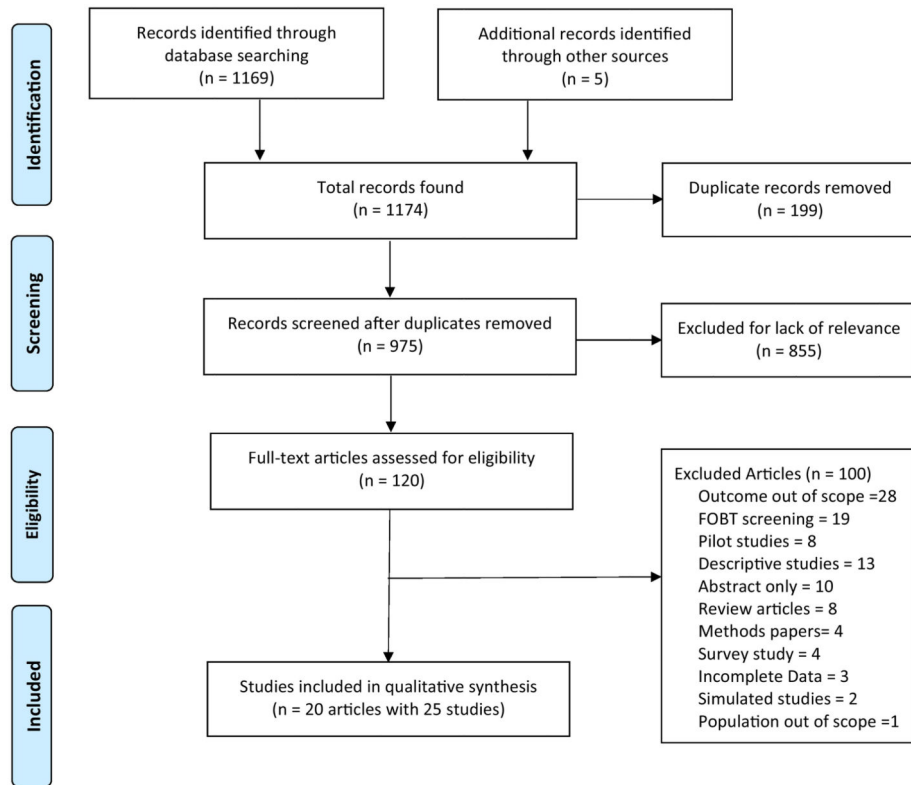 Identification
Records identified through
database searching
(n = 1169)
Additional records identified
through other sources
(n = 5)
Total records found
(n = 1174)
Duplicate records removed
(n = 199)
Screening
Records screened after duplicates removed
(n = 975)
Excluded for lack of relevance
(n = 855)
Eligibility
Full-text articles assessed for eligibility
(n = 120)
Excluded Articles (n = 100)
Outcome out of scope =28
FOBT screening = 19
Pilot studies = 8
Descriptive studies = 13
Abstract only = 10
Review articles = 8
Methods papers= 4
Survey study = 4
Incomplete Data = 3
Simulated studies = 2
Population out of scope =1
Included
Studies included in qualitative synthesis
(n = 20 articles with 25 studies)